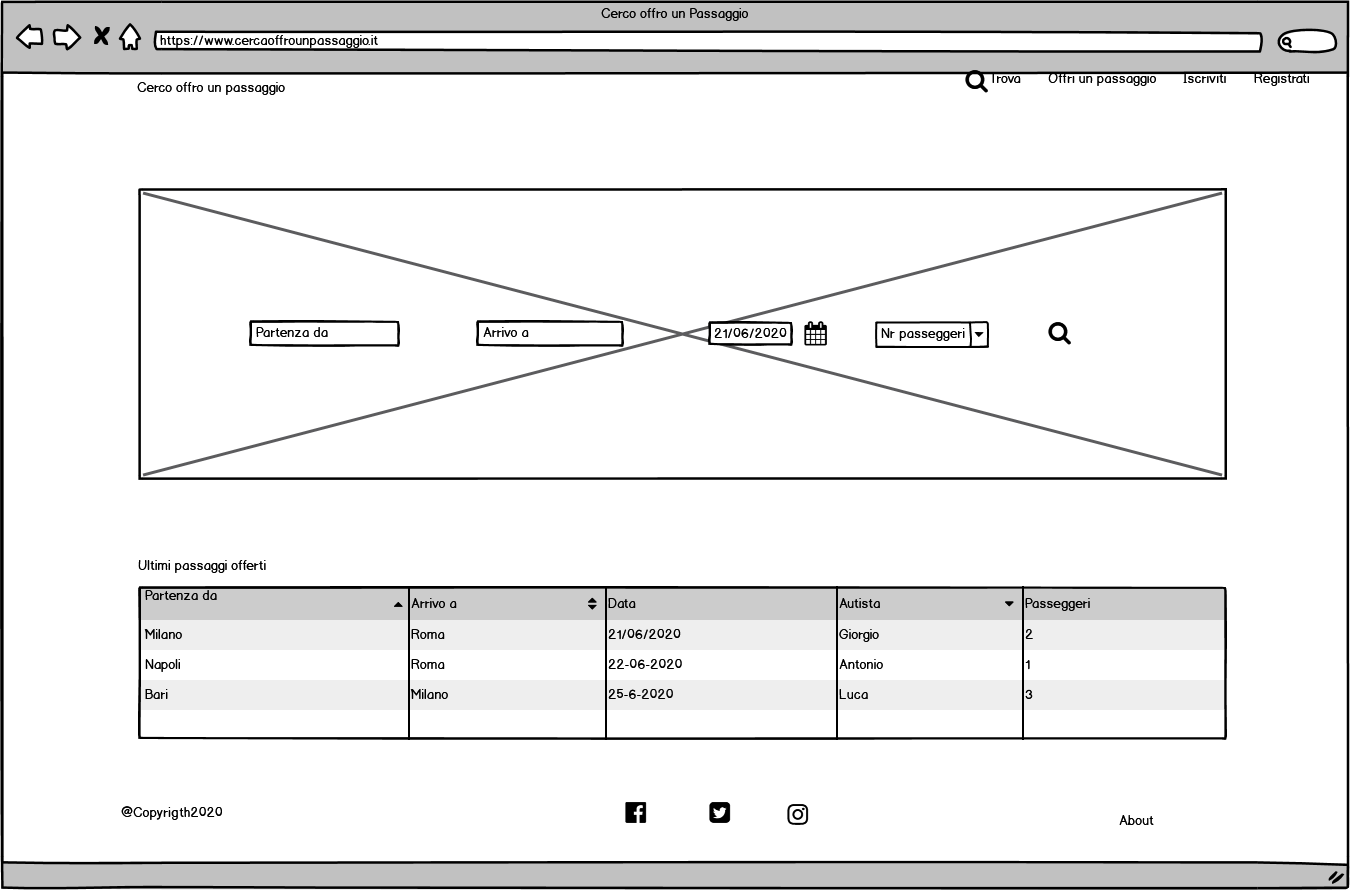 Cerco offro un Passaggio
https://www.cercaoffrounpassaggio.it
Cerco offro un passaggio
Trova Offri un passaggio Iscriviti Registrati
Partenza da Arrivo a 21/06/2020 Nr passeggeri
Ultimi passaggi offerti
Partenza da Arrivo a Data Autista Passeggeri
Milano Roma 21/06/2020 Giorgio 2
Napoli Roma 22-06-2020 Antonio 1
Bari Milano 25-6-2020 Luca 3
@Copyrigth2020
About